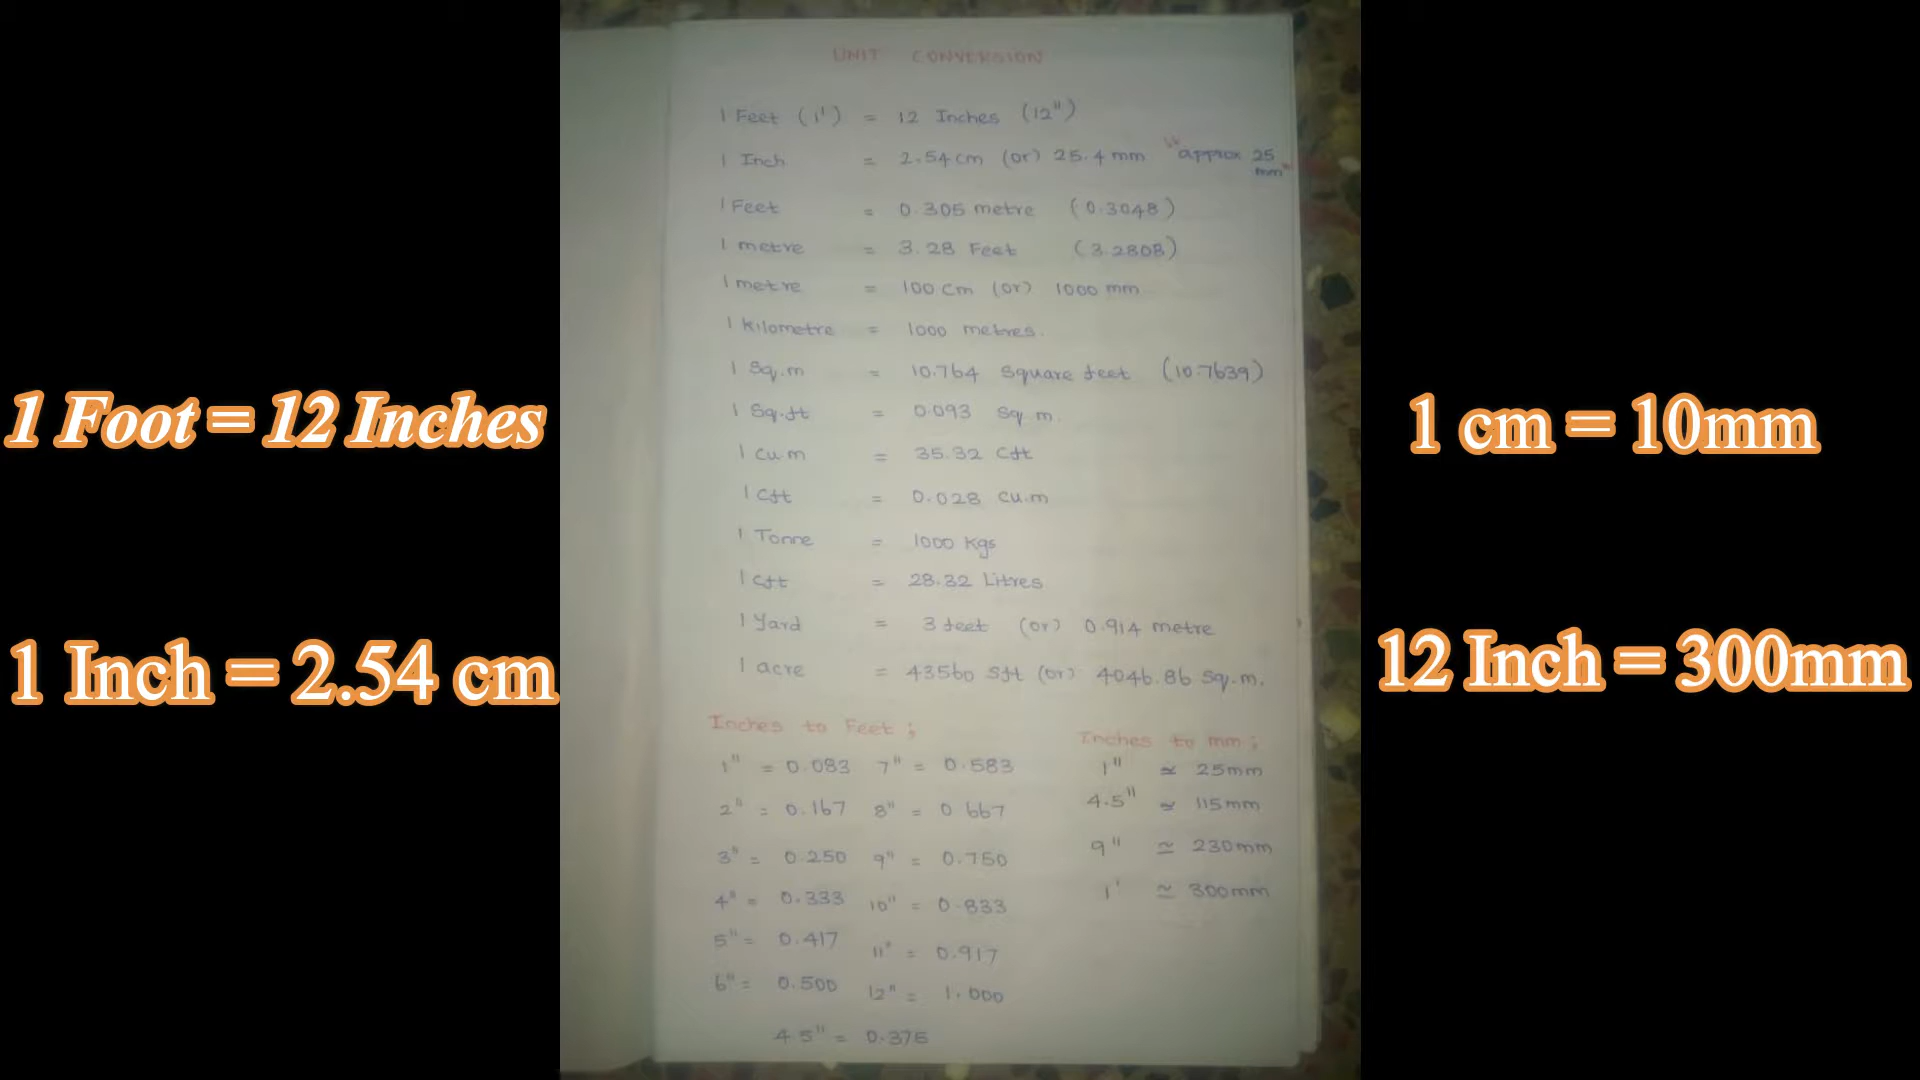 1 Foot = 12 Inches
1 Inch = 2.54 cm
UNIT CONVERSION
1 Feet (1') = 12 Inches (12")
1 Inch = 2.54 cm (or) 25.4 mm "approx 25 mm"
1 Feet = 0.305 metre (0.3048)
1 metre = 3.28 Feet (3.2808)
1 metre = 100 cm (or) 1000 mm
1 kilometre = 1000 metres.
1 Sq.m = 10.764 Square feet (10.7639)
1 Sq.ft = 0.093 Sq.m.
1 cu.m = 35.32 Cft
1 Cft = 0.028 cu.m
1 Tonne = 1000 Kgs
1 cft = 28.32 Litres
1 Yard = 3 feet (or) 0.914 metre
1 acre = 43560 Sft (or) 4046.86 Sq.m.
Inches to Feet ;
1" = 0.083 7" = 0.583
2" = 0.167 8" = 0 667
3" = 0.250 9" = 0.750
4" = 0.333 10" = 0.833
5" = 0.417 11" = 0.917
6" = 0.500 12" = 1.000
4.5" = 0.375
Inches to mm ;
1" ≃ 25mm
4.5" ≃ 115mm
9" ≃ 230mm
1' ≃ 300mm
1 cm = 10mm
12 Inch = 300mm